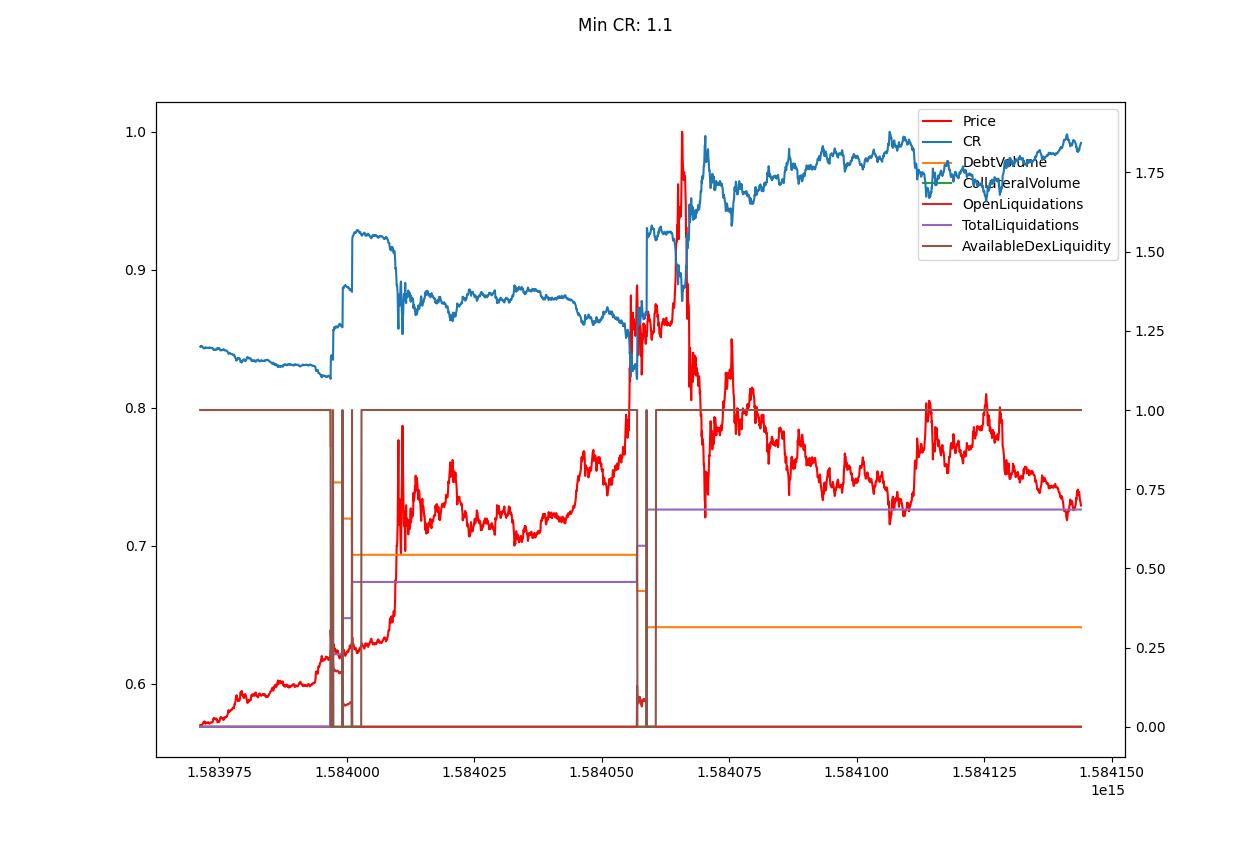 Min CR: 1.1
1.0
0.9
0.8
0.7
0.6
Price
CR
DebtVolume
CollateralVolume
OpenLiquidations
TotalLiquidations
AvailableDexLiquidity
1.75
1.50
1.25
1.00
0.75
0.50
0.25
0.00
1.583975 1.584000 1.584025 1.584050 1.584075 1.584100 1.584125 1.584150
1e15